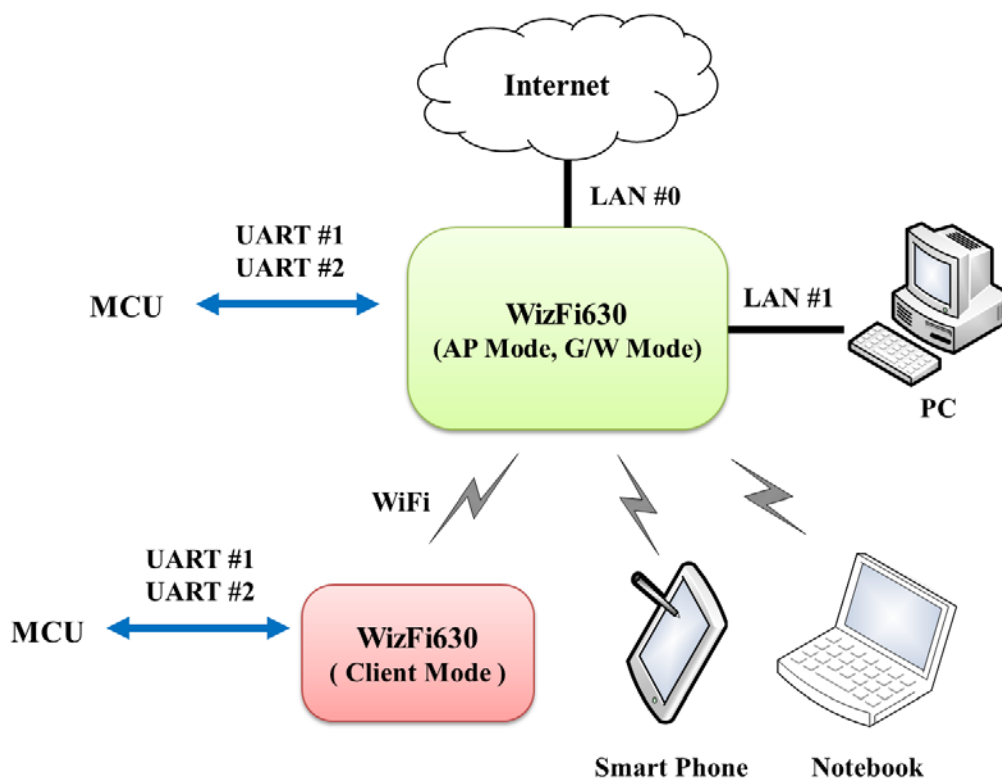 Internet
LAN #0
UART #1
UART #2
MCU
WizFi630
(AP Mode, G/W Mode)
LAN #1
PC
WiFi
UART #1
UART #2
MCU
WizFi630
( Client Mode )
Smart Phone
Notebook